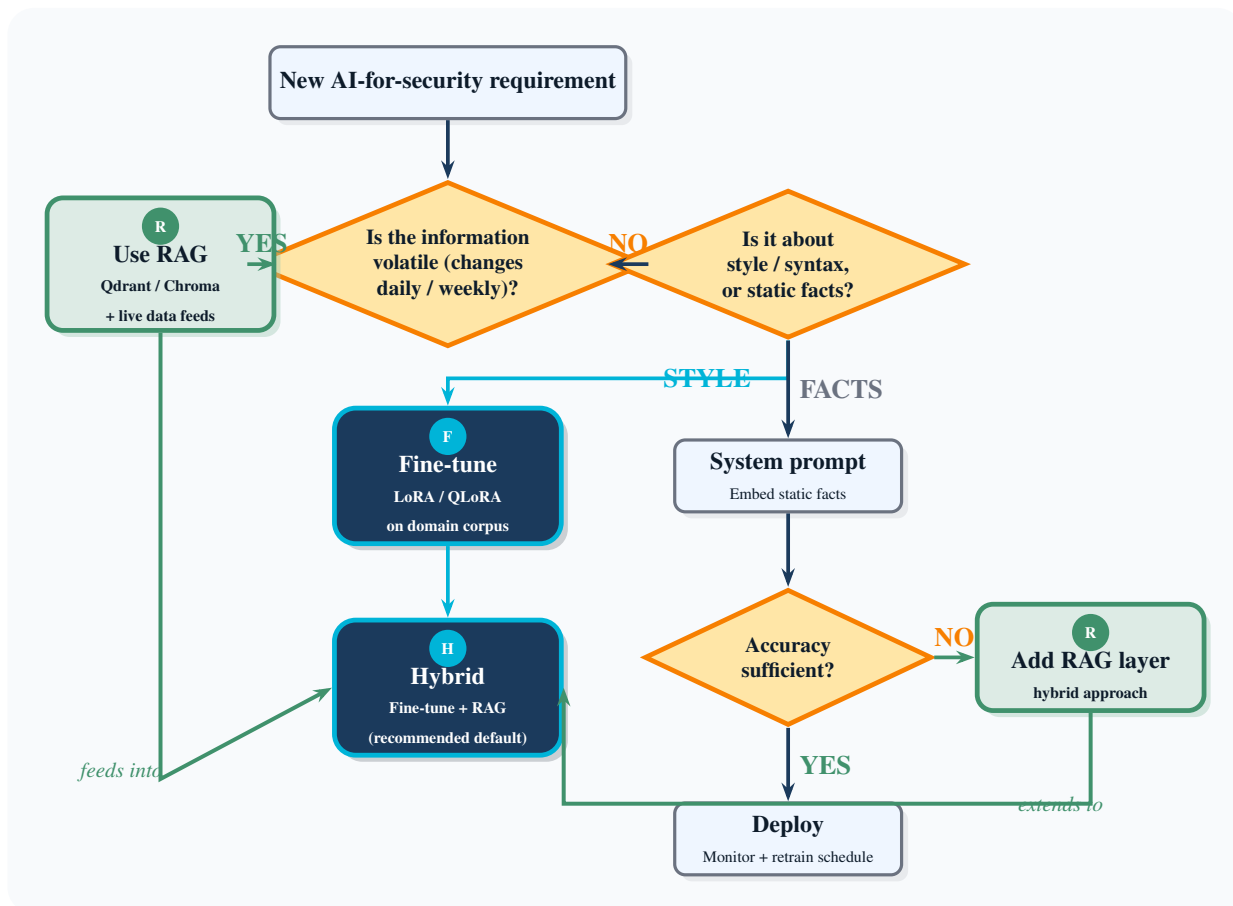 New AI-for-security requirement
R
Use RAG
Qdrant / Chroma
+ live data feeds
YES
Is the information
volatile (changes
daily / weekly)?
NO
Is it about
style / syntax,
or static facts?
STYLE
FACTS
F
Fine-tune
LoRA / QLoRA
on domain corpus
System prompt
Embed static facts
H
Hybrid
Fine-tune + RAG
(recommended default)
Accuracy
sufficient?
NO
R
Add RAG layer
hybrid approach
feeds into
YES
extends to
Deploy
Monitor + retrain schedule